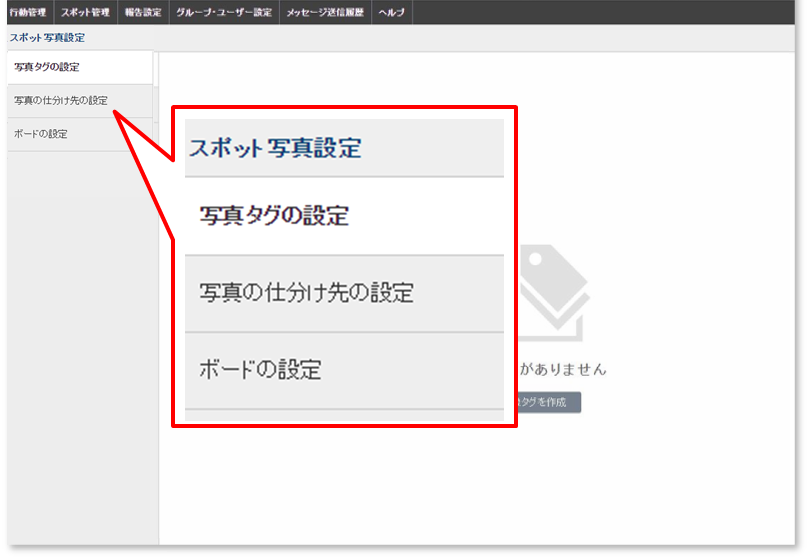 行動管理 スポット管理 報告設定 グループ・ユーザー設定 メッセージ送信履歴 ヘルプ
スポット写真設定
写真タグの設定
写真の仕分け先の設定
ボードの設定
スポット写真設定
写真タグの設定
写真の仕分け先の設定
ボードの設定
がありません
タグを作成